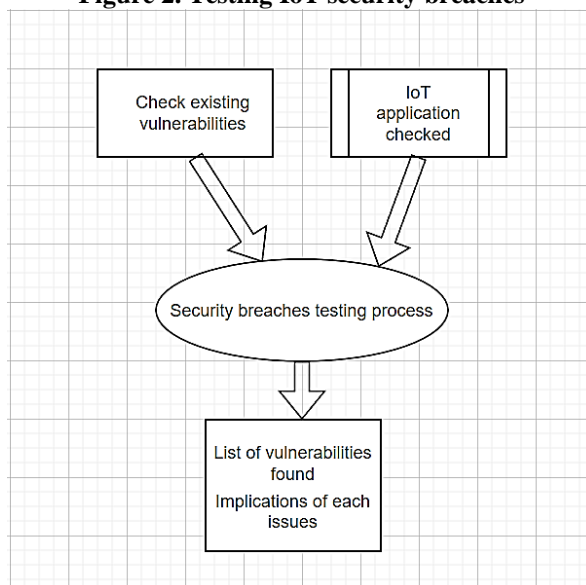 Figure 2. Testing IoT security breaches
Check existing
vulnerabilities
IoT
application
checked
Security breaches testing process
List of vulnerabilities
found
Implications of each
issues